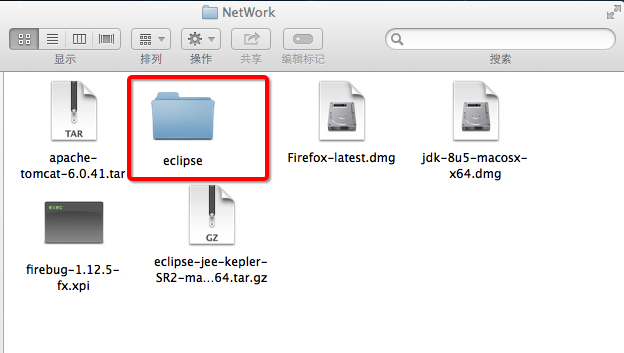 NetWork
显示
排列
操作
共享
编辑标记
搜索
TAR
apache-
tomcat-6.0.41.tar
eclipse
Firefox-latest.dmg
jdk-8u5-macosx-
x64.dmg
exec
firebug-1.12.5-
fx.xpi
GZ
eclipse-jee-kepler-
SR2-ma...64.tar.gz